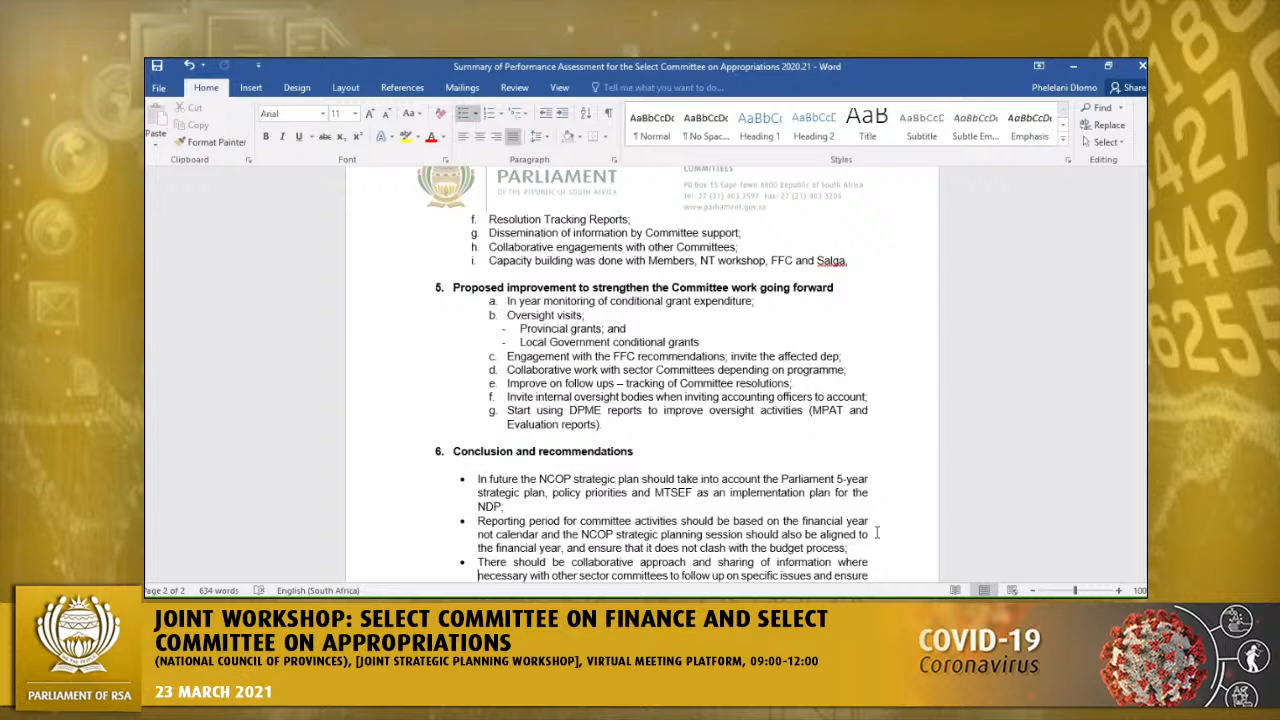 Summary of Performance Assessment for the Select Committee on Appropriations 2020.21 - Word
File Home Insert Design Layout References Mailings Review View Tell me what you want to do... Phelelani Dlomo Share
Cut
Copy
Paste
Format Painter
Arial 11
AaBbCcDc AaBbCcDc AaBbCc AaBbCcD AaB AaBbCcD AaBbCcDc AaBbCcDc
¶ Normal ¶ No Spac... Heading 1 Heading 2 Title Subtitle Subtle Em... Emphasis
Find
Replace
Select
Clipboard Font Paragraph Styles Editing
PARLIAMENT
OF THE REPUBLIC OF SOUTH AFRICA
COMMITTEES
PO Box 15 Cape Town 8000 Republic of South Africa
Tel: 27 (21) 403 2597 Fax: 27 (21) 403 3205
www.parliament.gov.za
f. Resolution Tracking Reports;
g. Dissemination of information by Committee support;
h. Collaborative engagements with other Committees;
i. Capacity building was done with Members, NT workshop, FFC and Salga,
5. Proposed improvement to strengthen the Committee work going forward
a. In year monitoring of conditional grant expenditure;
b. Oversight visits;
- Provincial grants; and
- Local Government conditional grants
c. Engagement with the FFC recommendations; invite the affected dep;
d. Collaborative work with sector Committees depending on programme;
e. Improve on follow ups – tracking of Committee resolutions;
f. Invite internal oversight bodies when inviting accounting officers to account;
g. Start using DPME reports to improve oversight activities (MPAT and
Evaluation reports).
6. Conclusion and recommendations
• In future the NCOP strategic plan should take into account the Parliament 5-year
strategic plan, policy priorities and MTSEF as an implementation plan for the
NDP;
• Reporting period for committee activities should be based on the financial year
not calendar and the NCOP strategic planning session should also be aligned to
the financial year, and ensure that it does not clash with the budget process;
• There should be collaborative approach and sharing of information where
necessary with other sector committees to follow up on specific issues and ensure
Page 2 of 2 634 words English (South Africa) 100
JOINT WORKSHOP: SELECT COMMITTEE ON FINANCE AND SELECT
COMMITTEE ON APPROPRIATIONS
(NATIONAL COUNCIL OF PROVINCES), [JOINT STRATEGIC PLANNING WORKSHOP], VIRTUAL MEETING PLATFORM, 09:00-12:00
23 MARCH 2021
PARLIAMENT OF RSA
COVID-19
Coronavirus